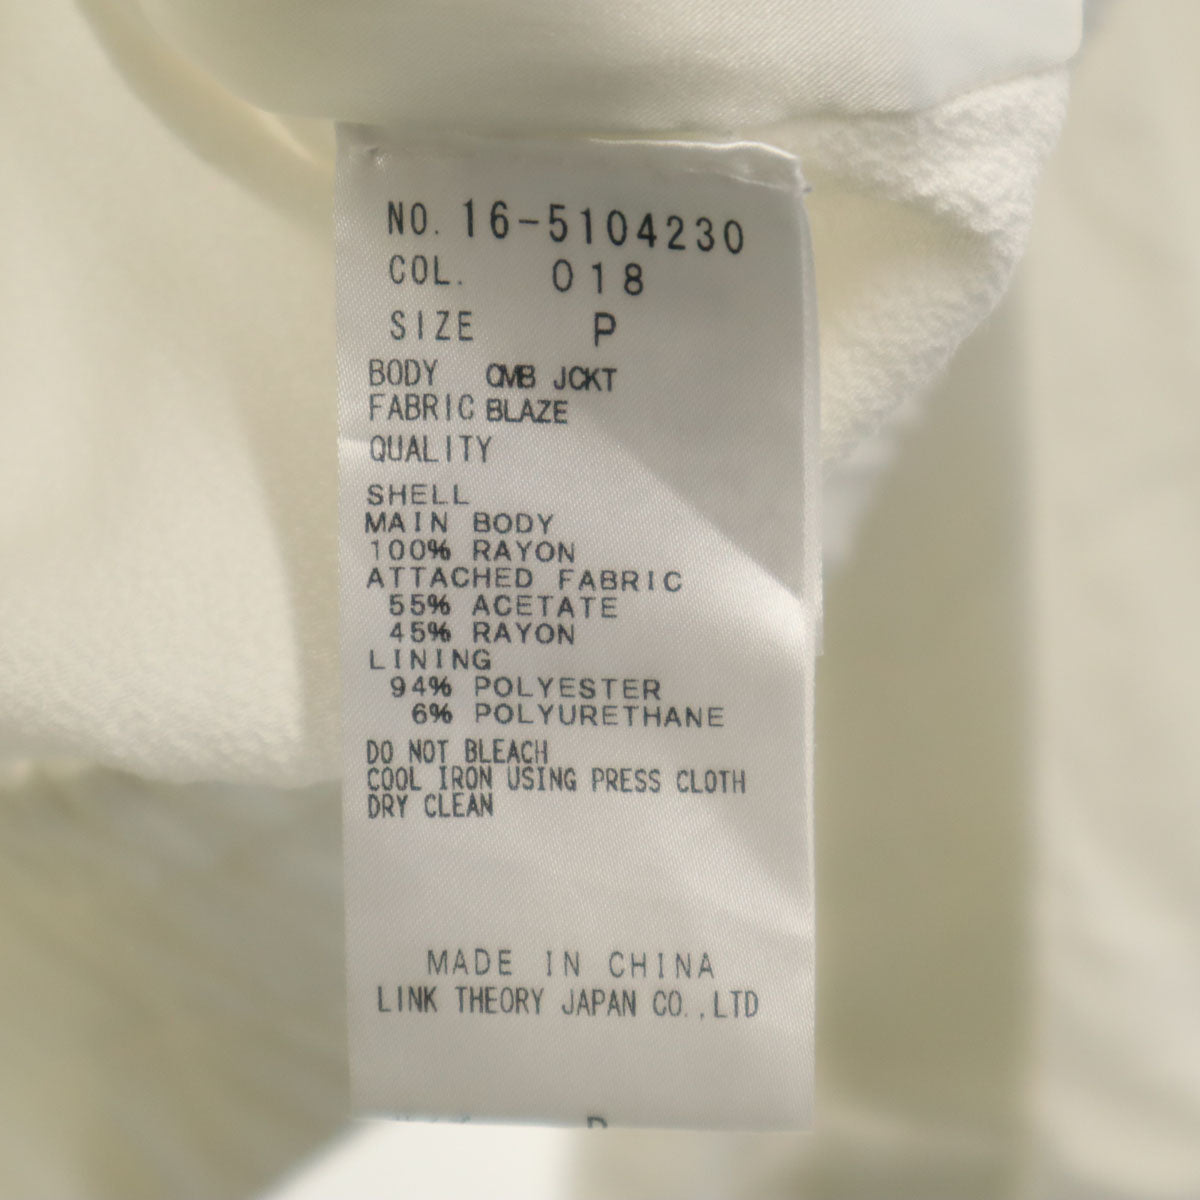 NO. 16-5104230
COL. 018
SIZE P
BODY CMB JCKT
FABRIC BLAZE
QUALITY
SHELL
MAIN BODY
100% RAYON
ATTACHED FABRIC
55% ACETATE
45% RAYON
LINING
94% POLYESTER
6% POLYURETHANE
DO NOT BLEACH
COOL IRON USING PRESS CLOTH
DRY CLEAN
MADE IN CHINA
LINK THEORY JAPAN CO.,LTD